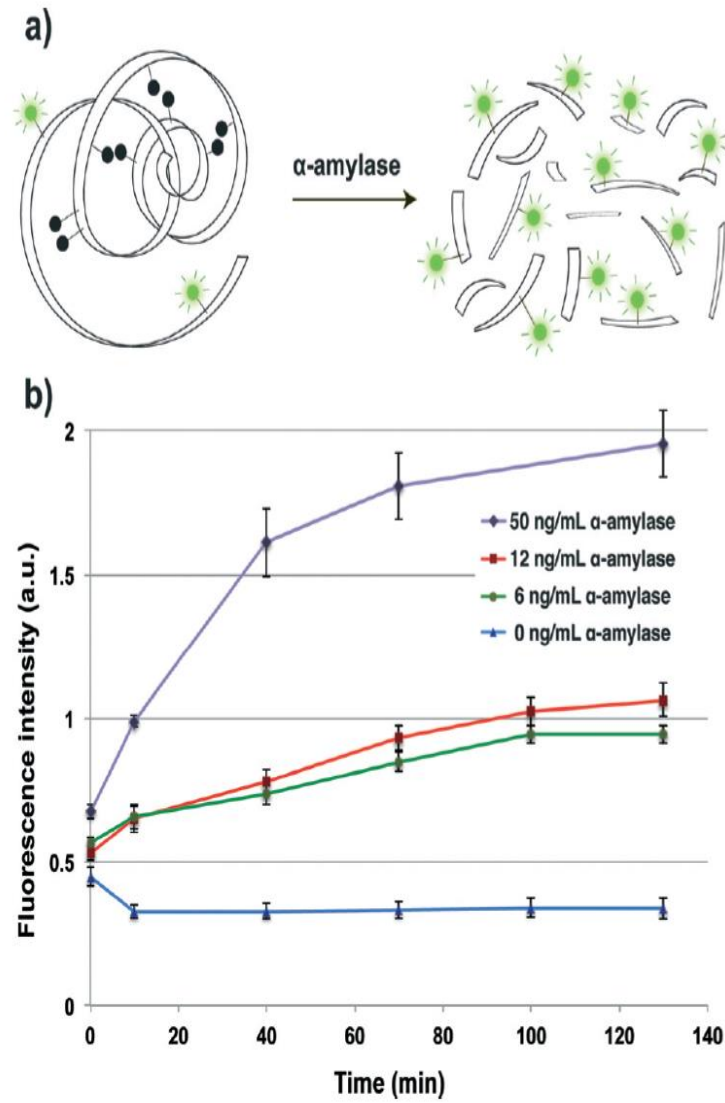 a)
α-amylase
b)
Fluorescence intensity (a.u.)
2
1.5
1
0.5
0
50 ng/mL α-amylase
12 ng/mL α-amylase
6 ng/mL α-amylase
0 ng/mL α-amylase
0 20 40 60 80 100 120 140
Time (min)